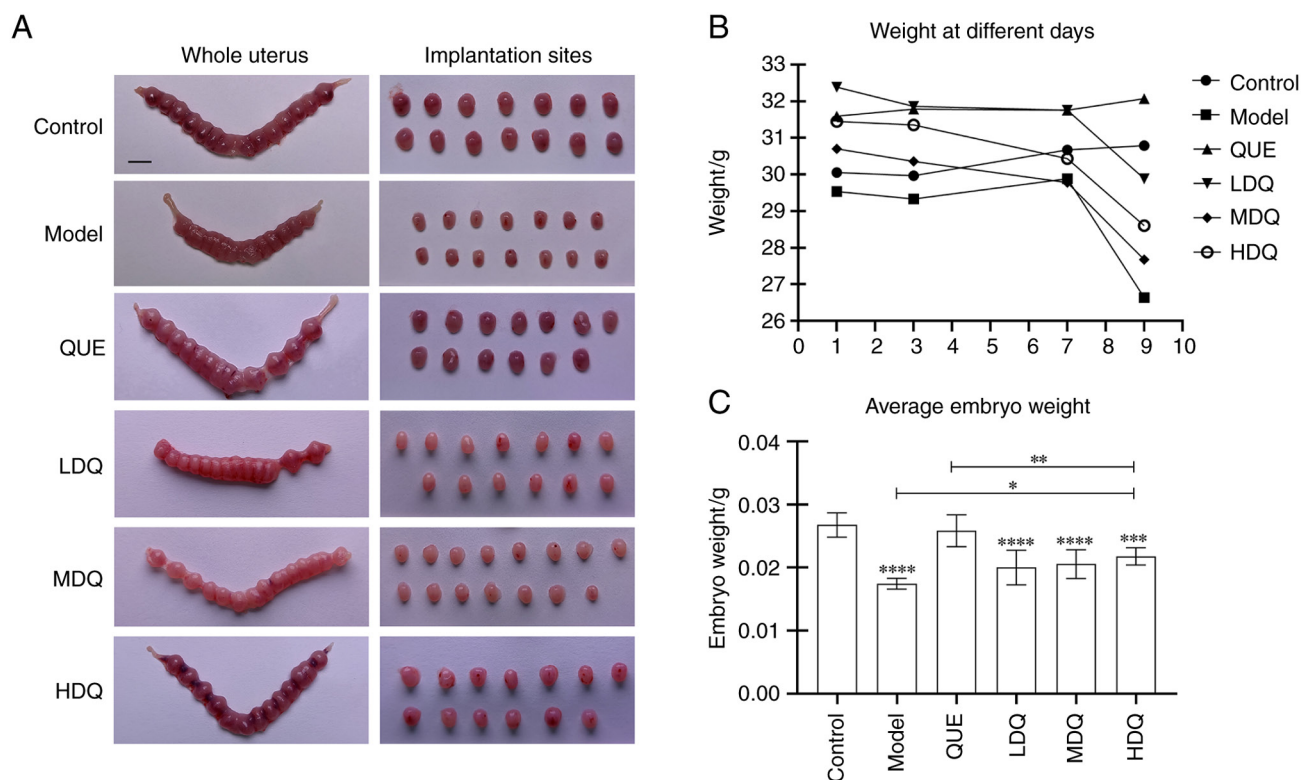 A
Whole uterus
Implantation sites
Control
Model
QUE
LDQ
MDQ
HDQ
B
Weight at different days
Weight/g
33
32
31
30
29
28
27
26
0 1 2 3 4 5 6 7 8 9 10
Control
Model
QUE
LDQ
MDQ
HDQ
C
Average embryo weight
Embryo weight/g
0.04
0.03
0.02
0.01
0.00
**
*
**** **** **** ***
Control Model QUE LDQ MDQ HDQ